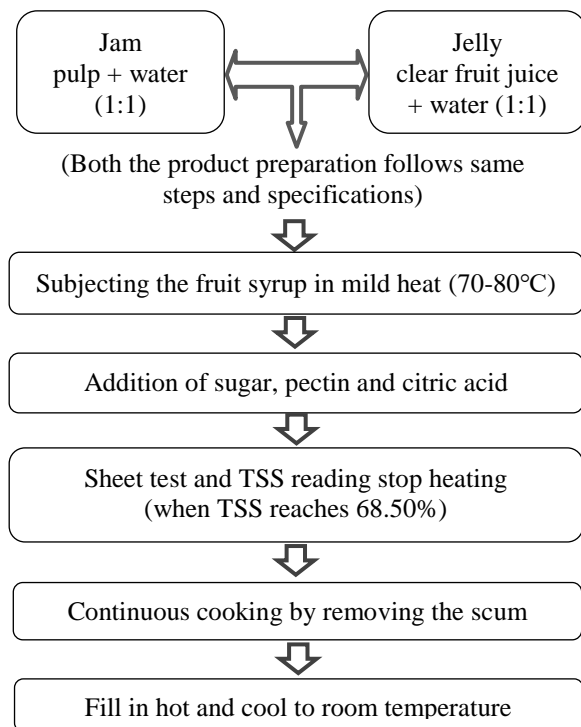 Jam
pulp + water
(1:1)
Jelly
clear fruit juice
+ water (1:1)
(Both the product preparation follows same
steps and specifications)
Subjecting the fruit syrup in mild heat (70-80°C)
Addition of sugar, pectin and citric acid
Sheet test and TSS reading stop heating
(when TSS reaches 68.50%)
Continuous cooking by removing the scum
Fill in hot and cool to room temperature